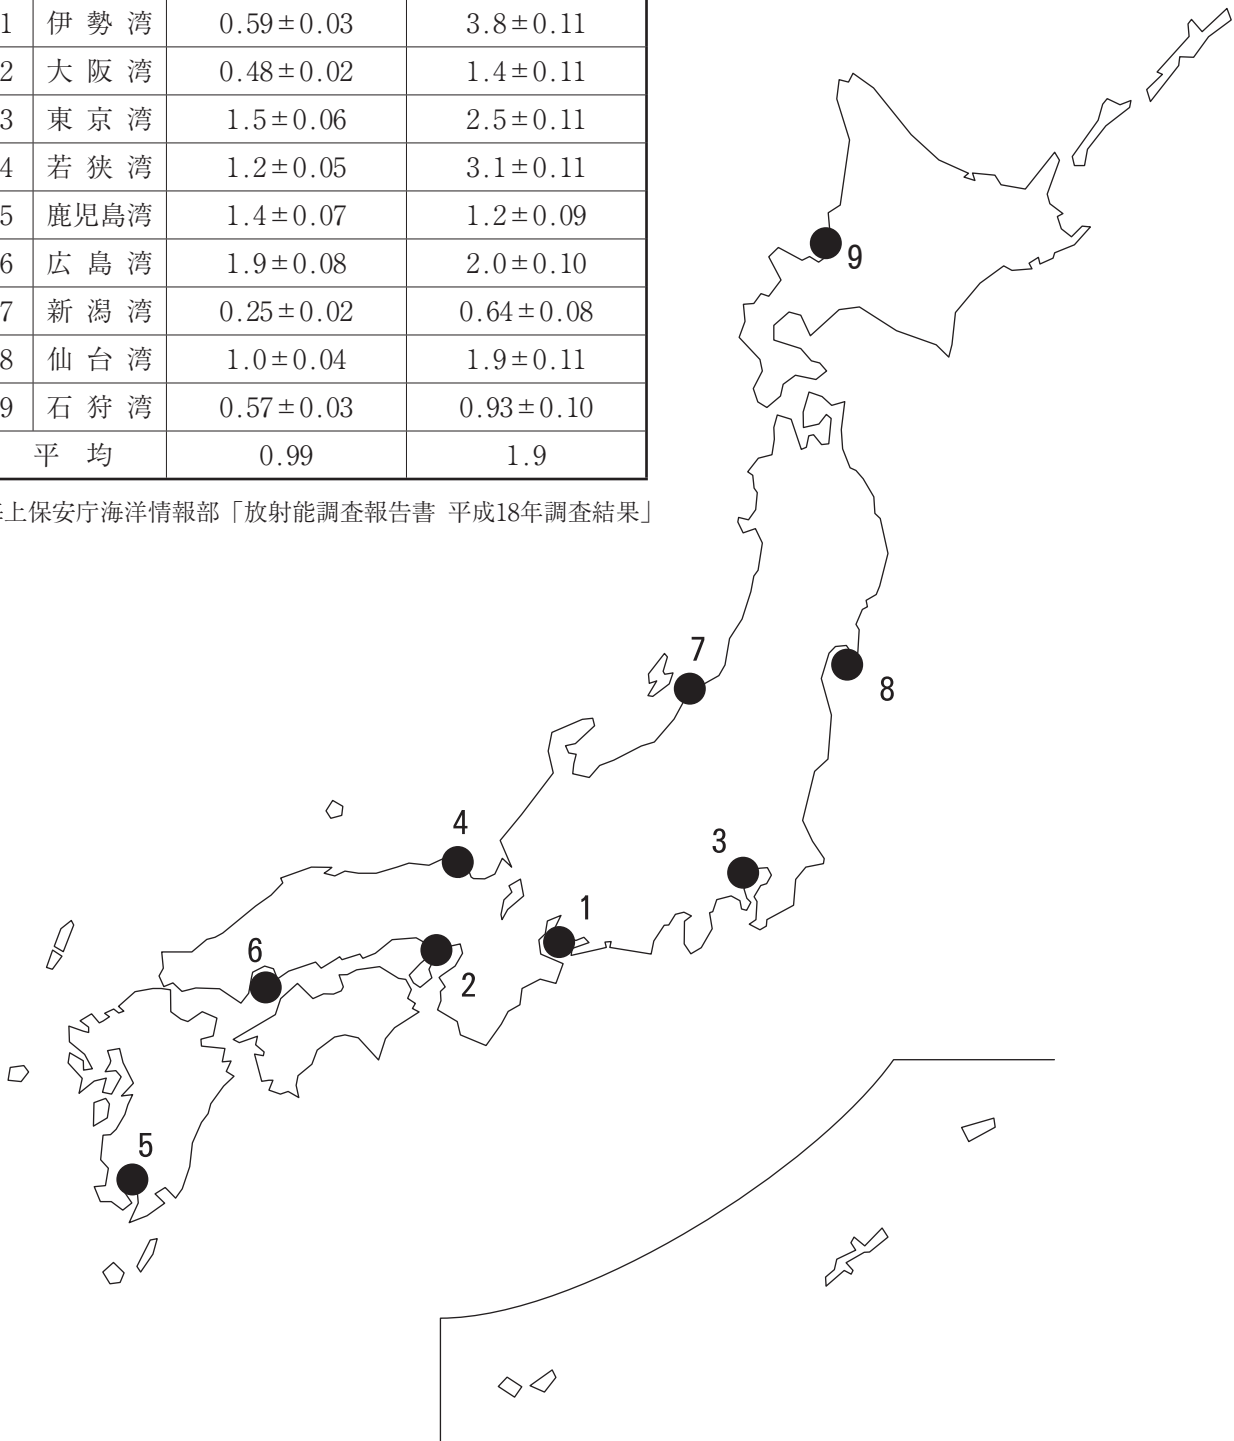 1 伊勢湾 0.59±0.03 3.8±0.11
2 大阪湾 0.48±0.02 1.4±0.11
3 東京湾 1.5±0.06 2.5±0.11
4 若狭湾 1.2±0.05 3.1±0.11
5 鹿児島湾 1.4±0.07 1.2±0.09
6 広島湾 1.9±0.08 2.0±0.10
7 新潟湾 0.25±0.02 0.64±0.08
8 仙台湾 1.0±0.04 1.9±0.11
9 石狩湾 0.57±0.03 0.93±0.10
平均 0.99 1.9
海上保安庁海洋情報部「放射能調査報告書 平成18年調査結果」
9
7
8
4
3
1
6
2
5